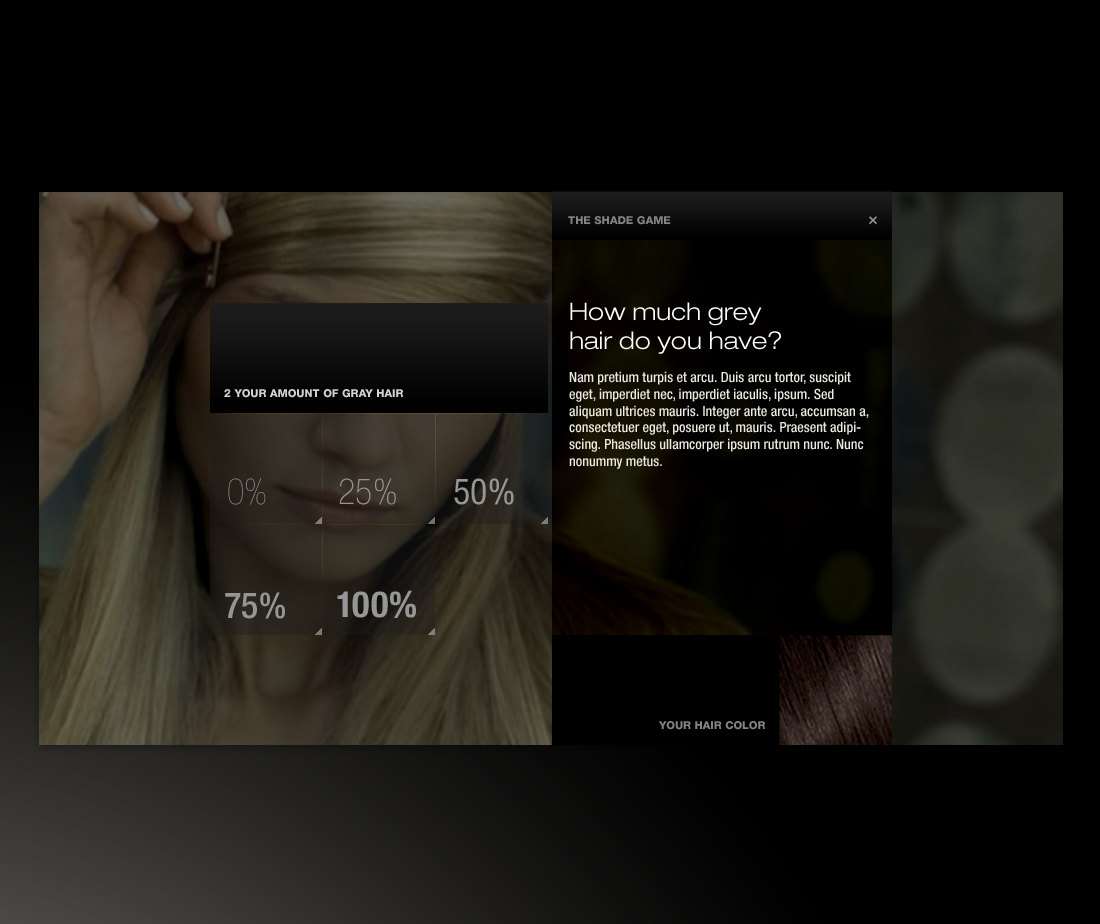 THE SHADE GAME ×
How much grey
hair do you have?
Nam pretium turpis et arcu. Duis arcu tortor, suscipit
eget, imperdiet nec, imperdiet iaculis, ipsum. Sed
aliquam ultrices mauris. Integer ante arcu, accumsan a,
consectetuer eget, posuere ut, mauris. Praesent adipi-
scing. Phasellus ullamcorper ipsum rutrum nunc. Nunc
nonummy metus.
2 YOUR AMOUNT OF GRAY HAIR
0% 25% 50%
75% 100%
YOUR HAIR COLOR